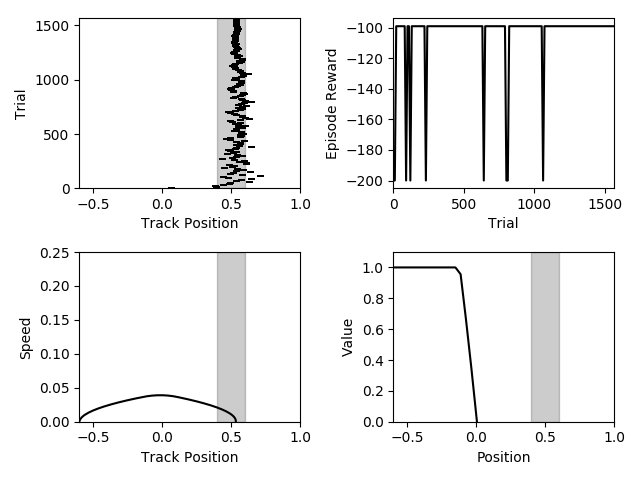 1500
1000
500
0
Trial
−0.5 0.0 0.5 1.0
Track Position
−100
−120
−140
−160
−180
−200
Episode Reward
0 500 1000 1500
Trial
0.25
0.20
0.15
0.10
0.05
0.00
Speed
−0.5 0.0 0.5 1.0
Track Position
1.0
0.8
0.6
0.4
0.2
0.0
Value
−0.5 0.0 0.5 1.0
Position